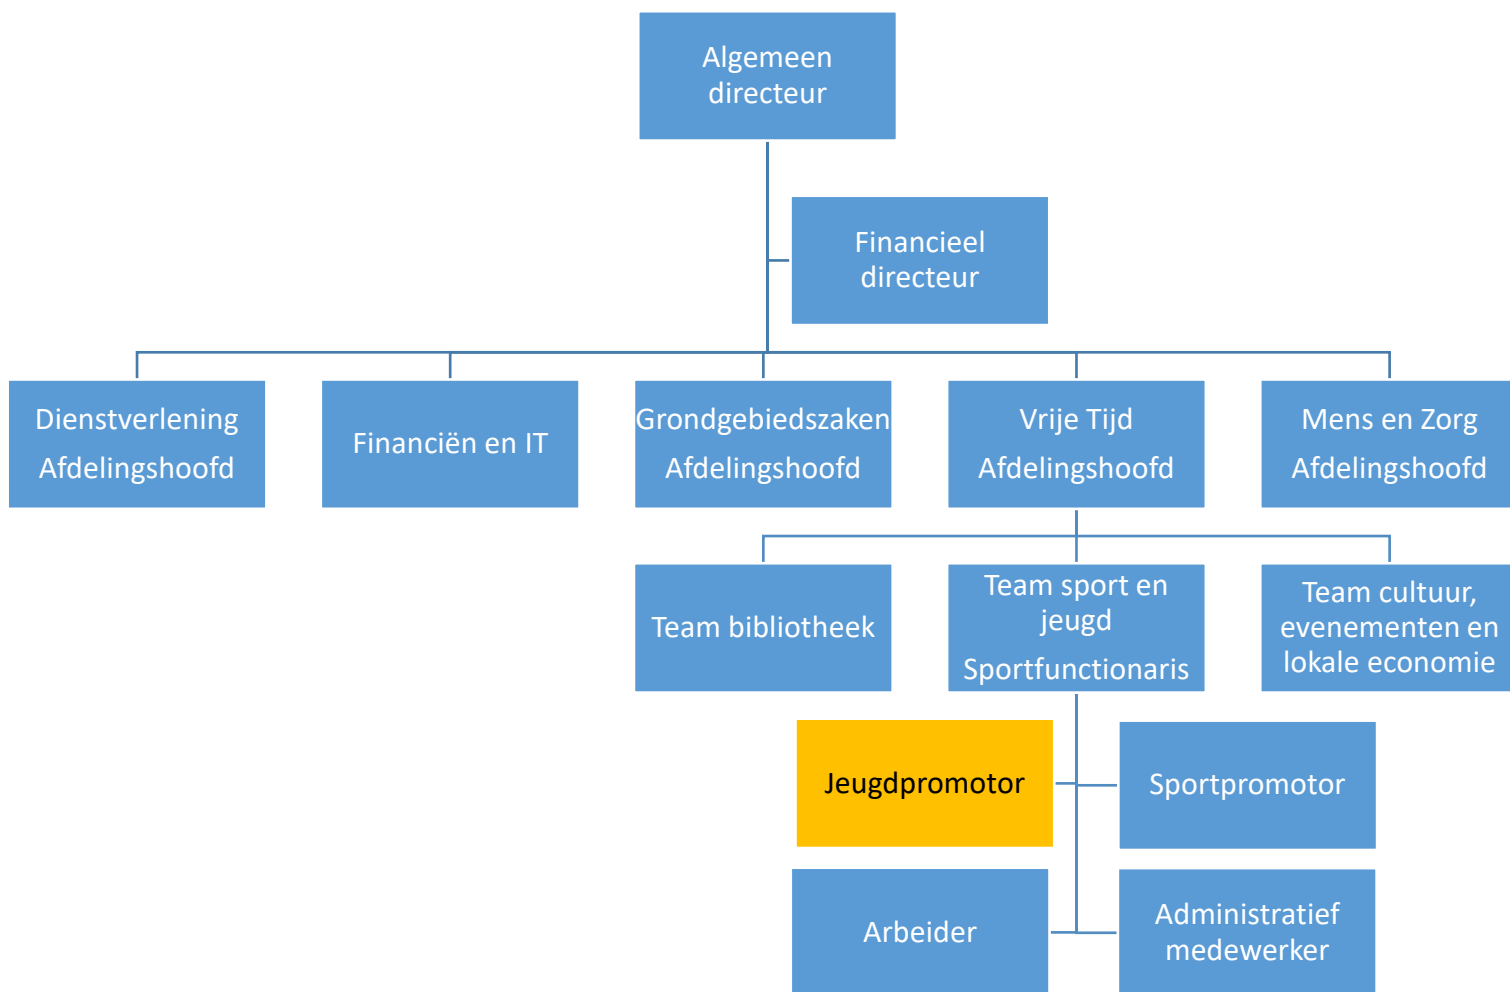 Algemeen
directeur
Financieel
directeur
Dienstverlening
Afdelingshoofd
Financiën en IT
Grondgebiedszaken
Afdelingshoofd
Vrije Tijd
Afdelingshoofd
Mens en Zorg
Afdelingshoofd
Team bibliotheek
Team sport en
jeugd
Sportfunctionaris
Team cultuur,
evenementen en
lokale economie
Jeugdpromotor
Sportpromotor
Arbeider
Administratief
medewerker